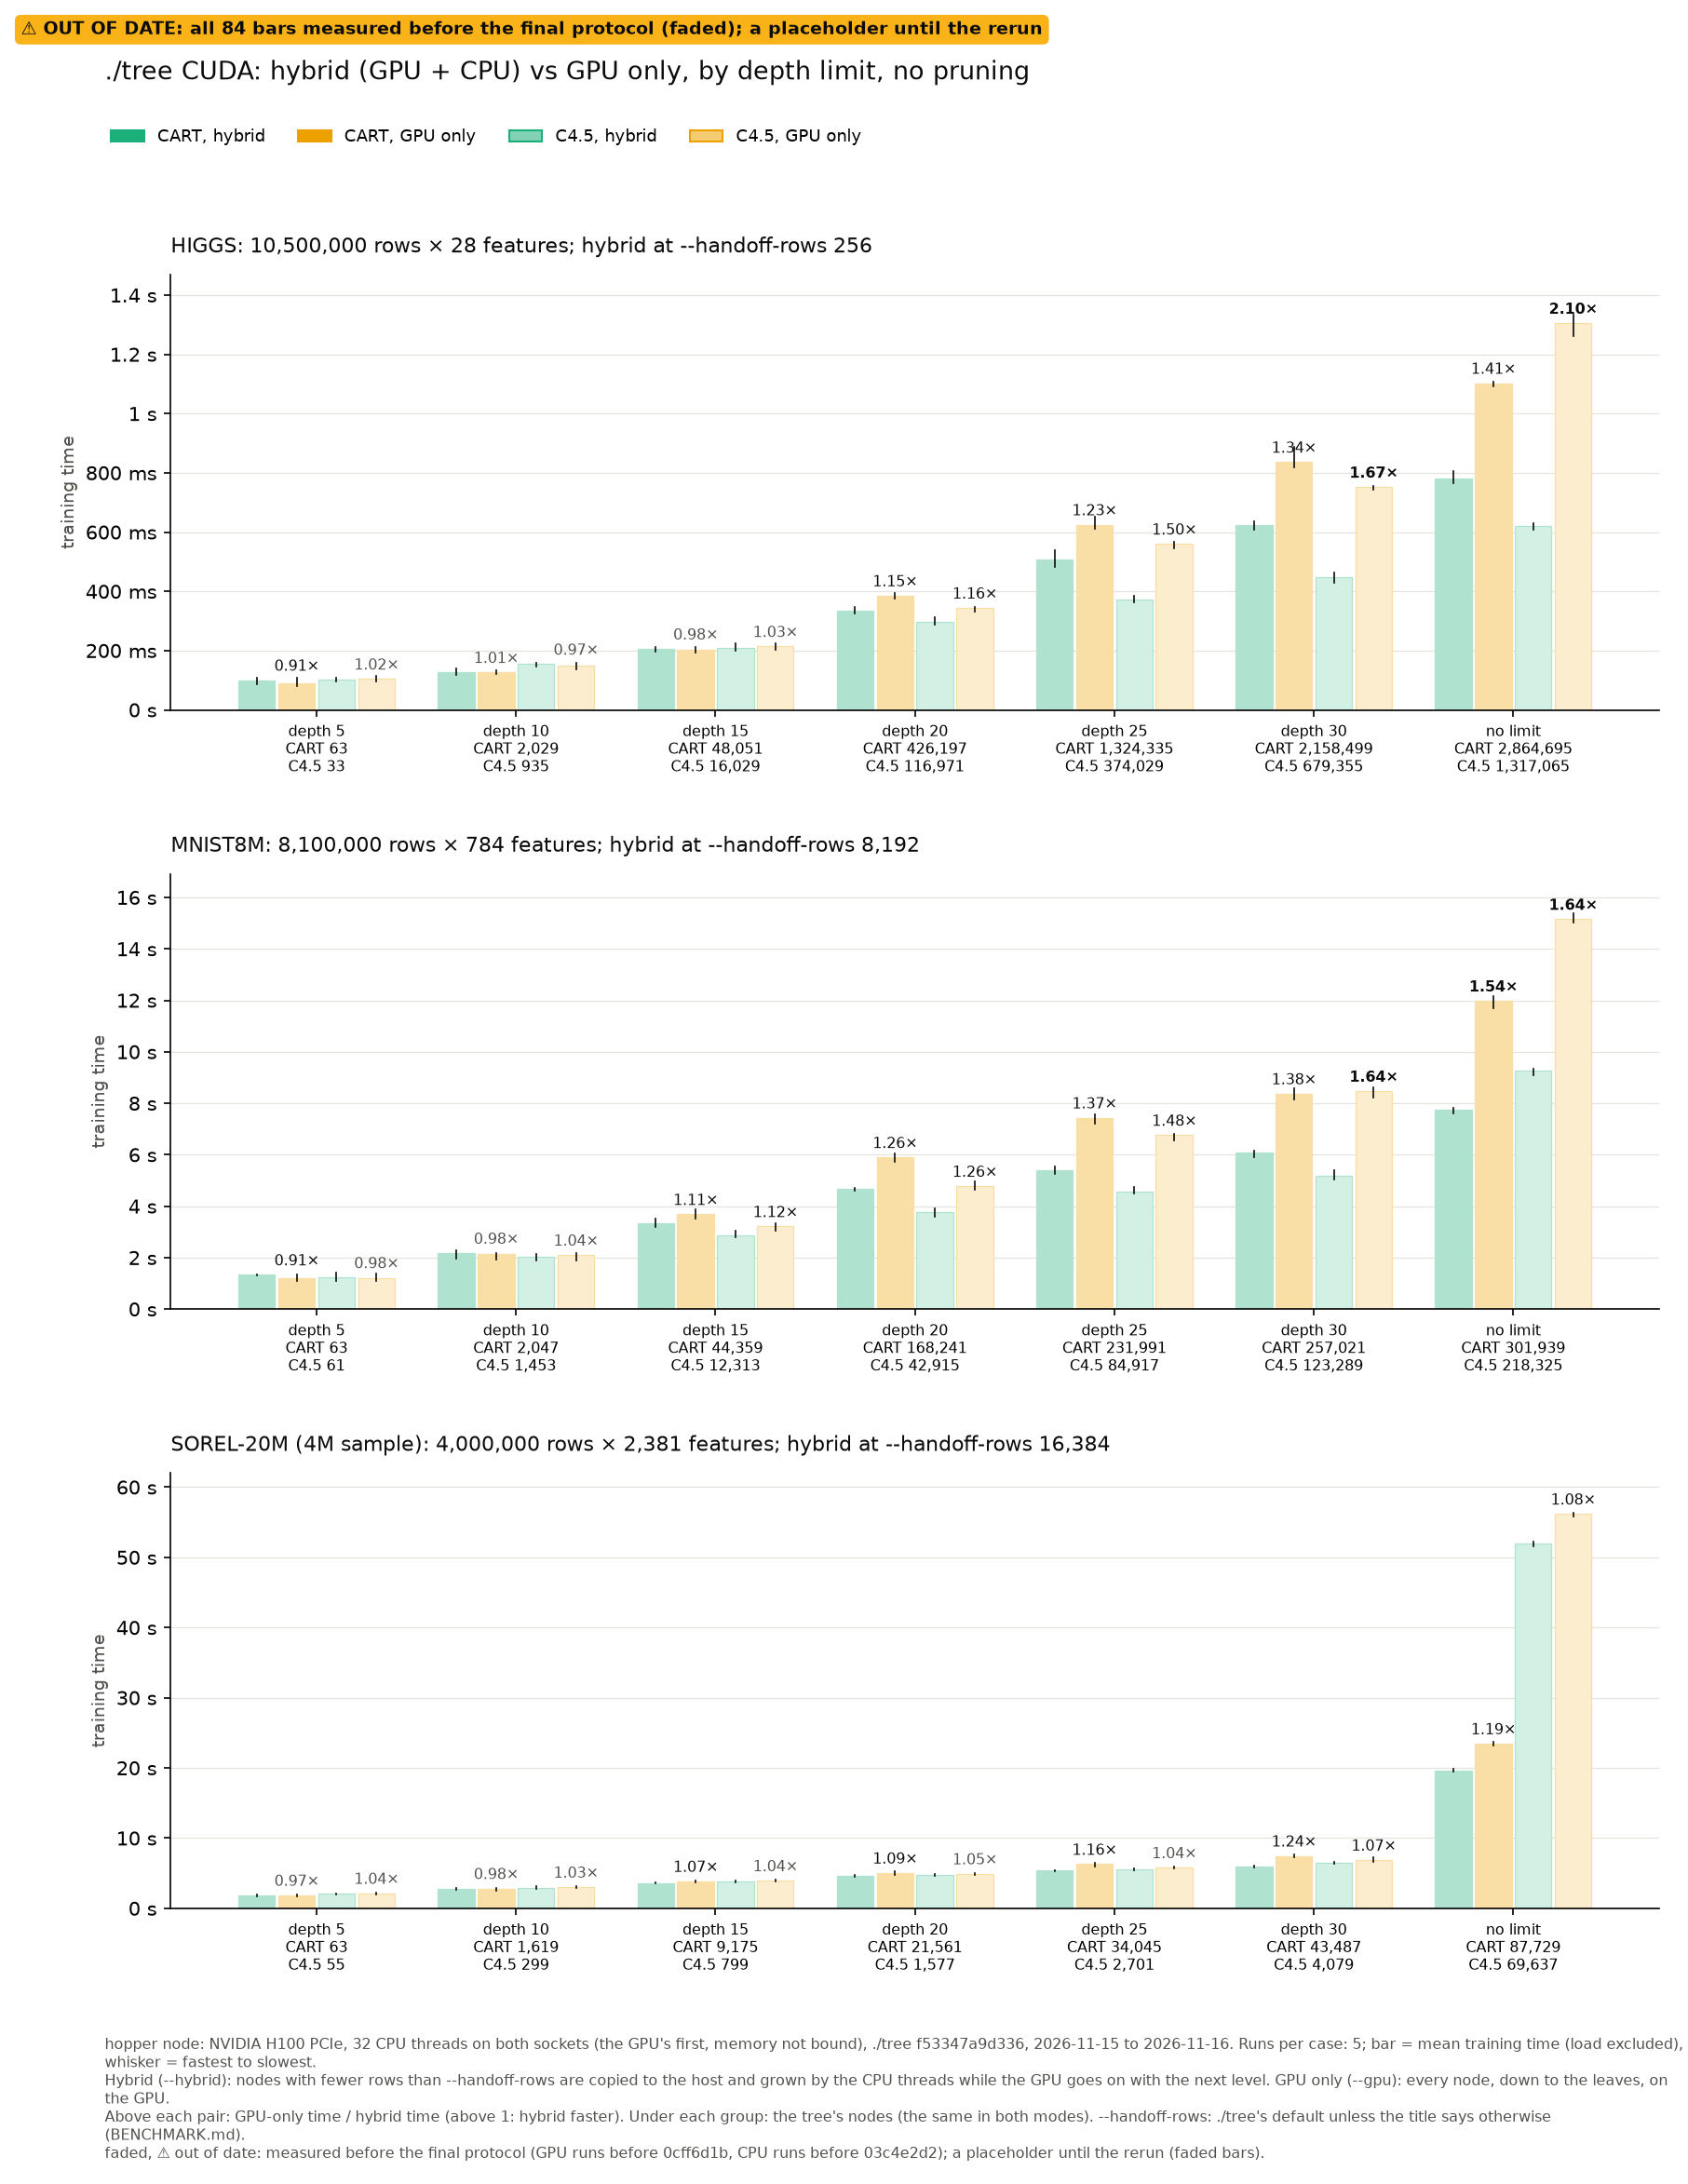 ⚠ OUT OF DATE: all 84 bars measured before the final protocol (faded); a placeholder until the rerun
./tree CUDA: hybrid (GPU + CPU) vs GPU only, by depth limit, no pruning
CART, hybrid
CART, GPU only
C4.5, hybrid
C4.5, GPU only
HIGGS: 10,500,000 rows × 28 features; hybrid at --handoff-rows 256
training time
1.4 s
1.2 s
1 s
800 ms
600 ms
400 ms
200 ms
0 s
0.91×
1.02×
1.01×
0.97×
0.98×
1.03×
1.15×
1.16×
1.23×
1.50×
1.34×
1.67×
1.41×
2.10×
depth 5
CART 63
C4.5 33
depth 10
CART 2,029
C4.5 935
depth 15
CART 48,051
C4.5 16,029
depth 20
CART 426,197
C4.5 116,971
depth 25
CART 1,324,335
C4.5 374,029
depth 30
CART 2,158,499
C4.5 679,355
no limit
CART 2,864,695
C4.5 1,317,065
MNIST8M: 8,100,000 rows × 784 features; hybrid at --handoff-rows 8,192
training time
16 s
14 s
12 s
10 s
8 s
6 s
4 s
2 s
0 s
0.91×
0.98×
0.98×
1.04×
1.11×
1.12×
1.26×
1.26×
1.37×
1.48×
1.38×
1.64×
1.54×
1.64×
depth 5
CART 63
C4.5 61
depth 10
CART 2,047
C4.5 1,453
depth 15
CART 44,359
C4.5 12,313
depth 20
CART 168,241
C4.5 42,915
depth 25
CART 231,991
C4.5 84,917
depth 30
CART 257,021
C4.5 123,289
no limit
CART 301,939
C4.5 218,325
SOREL-20M (4M sample): 4,000,000 rows × 2,381 features; hybrid at --handoff-rows 16,384
training time
60 s
50 s
40 s
30 s
20 s
10 s
0 s
0.97×
1.04×
0.98×
1.03×
1.07×
1.04×
1.09×
1.05×
1.16×
1.04×
1.24×
1.07×
1.19×
1.08×
depth 5
CART 63
C4.5 55
depth 10
CART 1,619
C4.5 299
depth 15
CART 9,175
C4.5 799
depth 20
CART 21,561
C4.5 1,577
depth 25
CART 34,045
C4.5 2,701
depth 30
CART 43,487
C4.5 4,079
no limit
CART 87,729
C4.5 69,637
hopper node: NVIDIA H100 PCIe, 32 CPU threads on both sockets (the GPU's first, memory not bound), ./tree f53347a9d336, 2026-11-15 to 2026-11-16. Runs per case: 5; bar = mean training time (load excluded),
whisker = fastest to slowest.
Hybrid (--hybrid): nodes with fewer rows than --handoff-rows are copied to the host and grown by the CPU threads while the GPU goes on with the next level. GPU only (--gpu): every node, down to the leaves, on
the GPU.
Above each pair: GPU-only time / hybrid time (above 1: hybrid faster). Under each group: the tree's nodes (the same in both modes). --handoff-rows: ./tree's default unless the title says otherwise
(BENCHMARK.md).
faded, ⚠ out of date: measured before the final protocol (GPU runs before 0cff6d1b, CPU runs before 03c4e2d2); a placeholder until the rerun (faded bars).